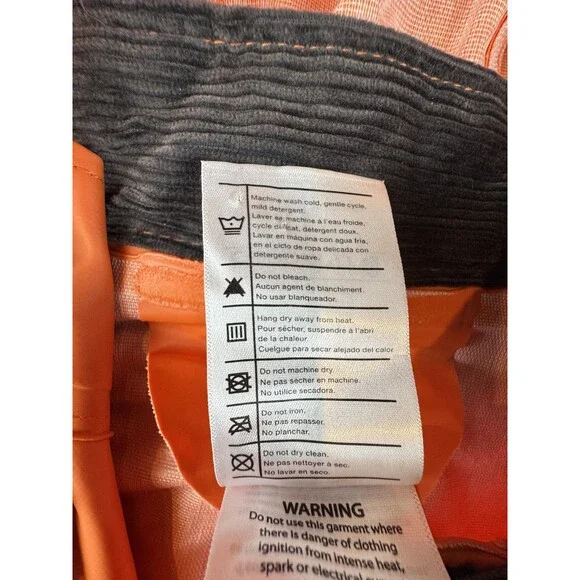 Machine wash cold, gentle cycle,
mild detergent.
Laver en machine à l'eau froide,
cycle délicat, detergent doux.
Lavar en máquina con agua fria,
en el ciclo de ropa delicada con
detergente suave.
Do not bleach.
Aucun agent de blanchiment.
No usar blanqueador.
Hang dry away from heat.
Pour sécher, suspendre à l'abri
de la chaleur.
Cuelgue para secar alejado del calor
Do not machine dry.
Ne pas sécher en machine.
No utilice secadora.
Do not iron.
Ne pas repasser.
No planchar.
Do not dry clean.
Ne pas nettoyer à sec.
No lavar en seco.
WARNING
Do not use this garment where
there is danger of clothing
ignition from intense heat,
spark or electrical